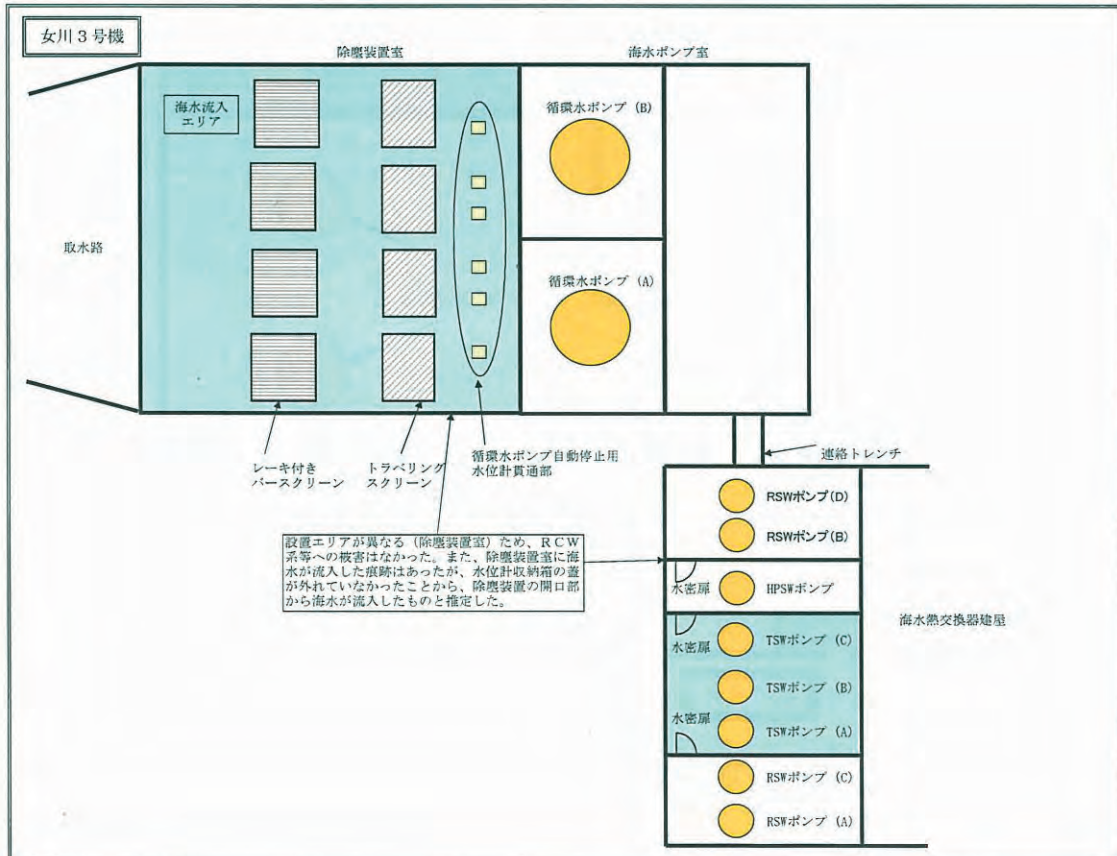 女川3号機
除塵装置室
海水ポンプ室
海水流入
エリア
循環水ポンプ (B)
取水路
循環水ポンプ (A)
レーキ付き
バースクリーン
トラベリング
スクリーン
循環水ポンプ自動停止用
水位計貫通部
連絡トレンチ
設置エリアが異なる(除塵装置室)ため、RCW
系等への被害はなかった。また、除塵装置室に海
水が流入した痕跡はあったが、水位計収納箱の蓋
が外れていなかったことから、除塵装置の開口部
から海水が流入したものと推定した。
RSWポンプ(D)
RSWポンプ(B)
水密扉
HPSWポンプ
水密扉
TSWポンプ (C)
海水熱交換器建屋
TSWポンプ (B)
水密扉
TSWポンプ (A)
RSWポンプ (C)
RSWポンプ (A)